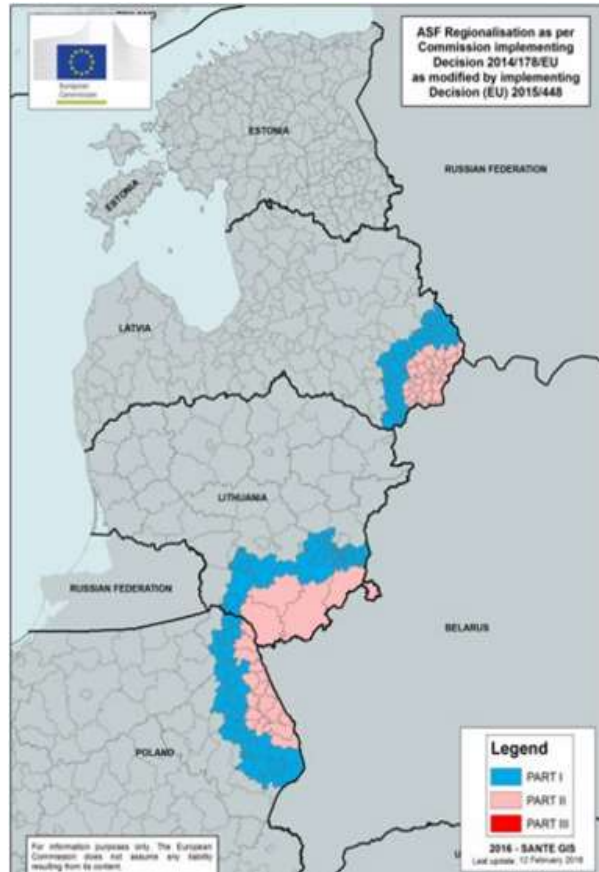 European
Commission
ASF Regionalisation as per
Commission implementing
Decision 2014/178/EU
as modified by implementing
Decision (EU) 2015/448
ESTONIA
RUSSIAN FEDERATION
ESTONIA
LATVIA
LITHUANIA
RUSSIAN FEDERATION
BELARUS
POLAND
Legend
PART I
PART II
PART III
2016 - SANTE GIS
Last update: 12 February 2016
For information purposes only. The European
Commission does not assume any liability
resulting from its content.